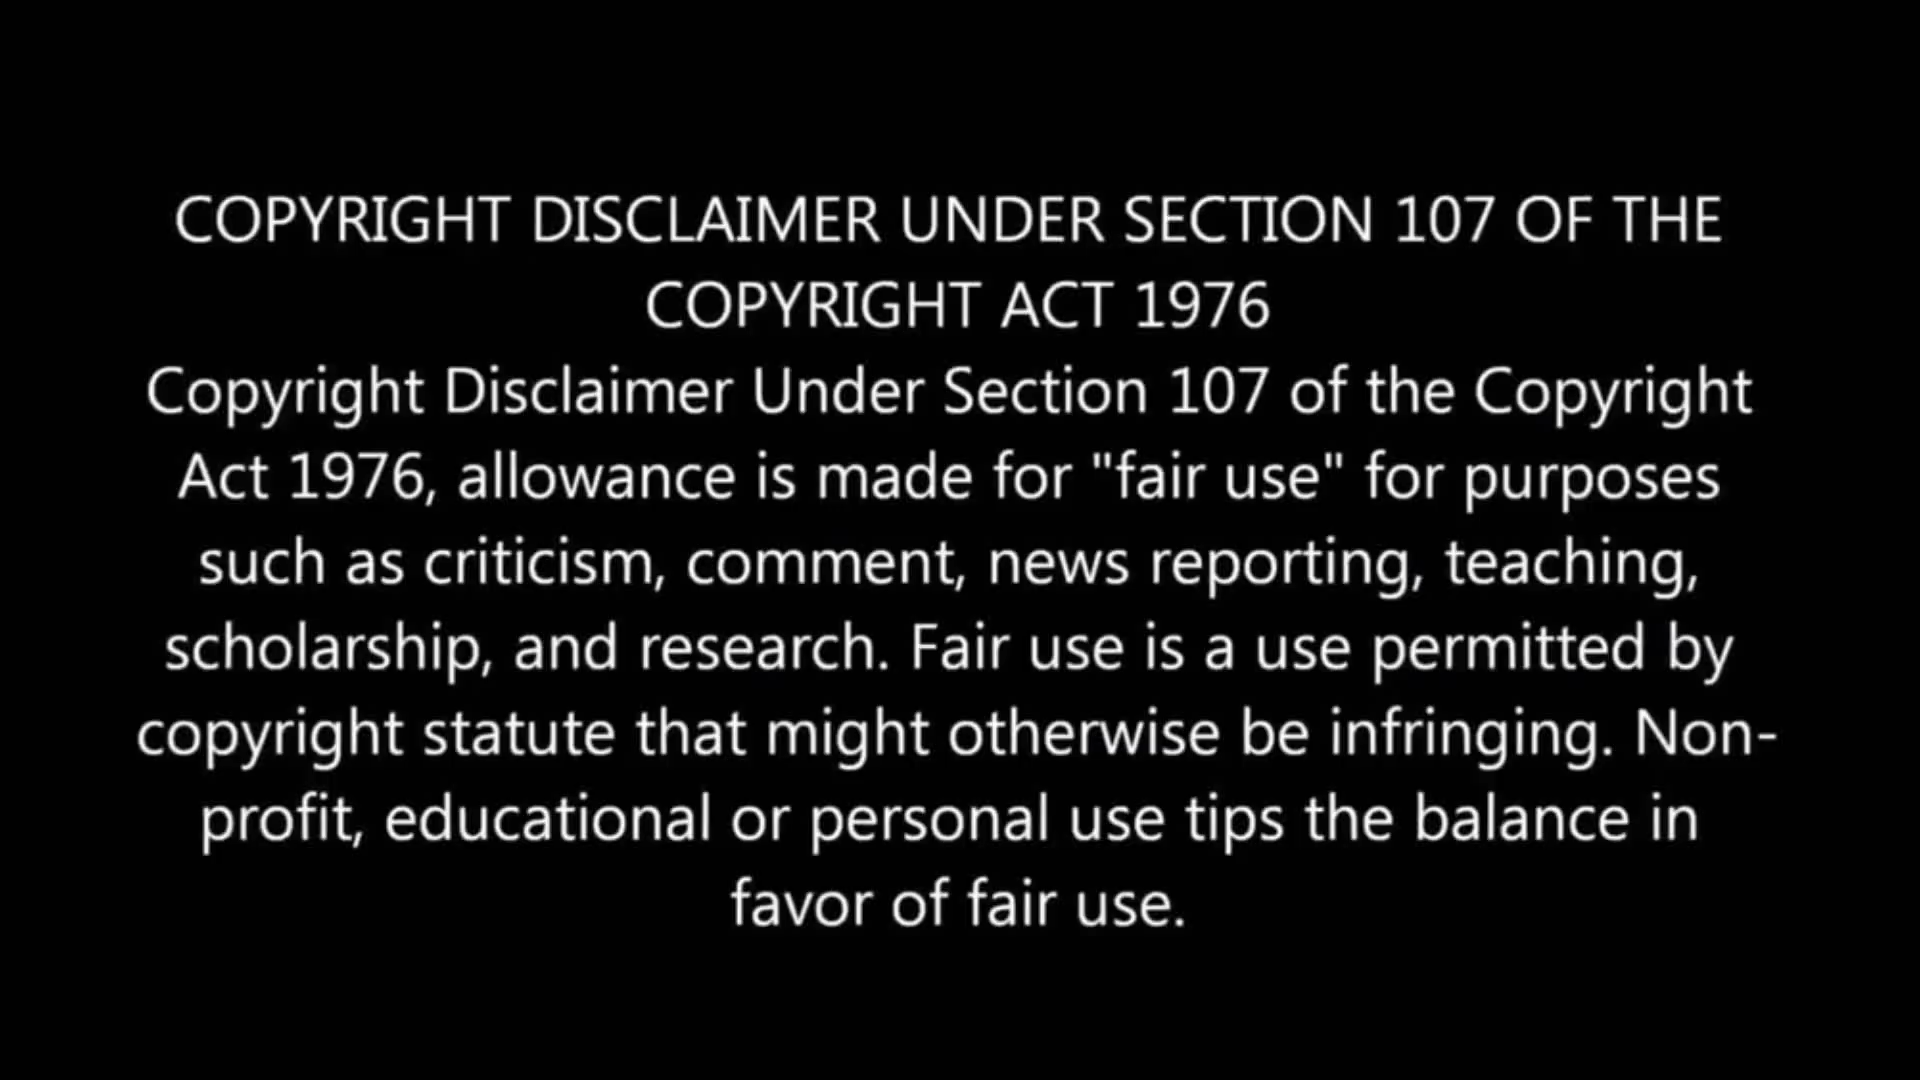 COPYRIGHT DISCLAIMER UNDER SECTION 107 OF THE
COPYRIGHT ACT 1976
Copyright Disclaimer Under Section 107 of the Copyright
Act 1976, allowance is made for "fair use" for purposes
such as criticism, comment, news reporting, teaching,
scholarship, and research. Fair use is a use permitted by
copyright statute that might otherwise be infringing. Non-
profit, educational or personal use tips the balance in
favor of fair use.